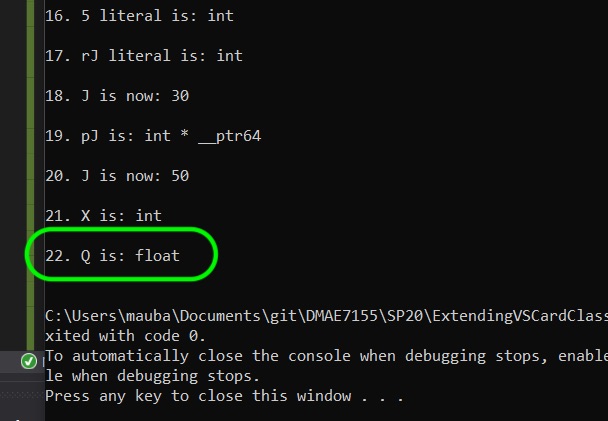 16. 5 literal is: int
17. rJ literal is: int
18. J is now: 30
19. pJ is: int * __ptr64
20. J is now: 50
21. X is: int
22. Q is: float
C:\Users\mauba\Documents\git\DMAE7155\SP20\ExtendingVSCardClass
xited with code 0.
To automatically close the console when debugging stops, enable
le when debugging stops.
Press any key to close this window . . .